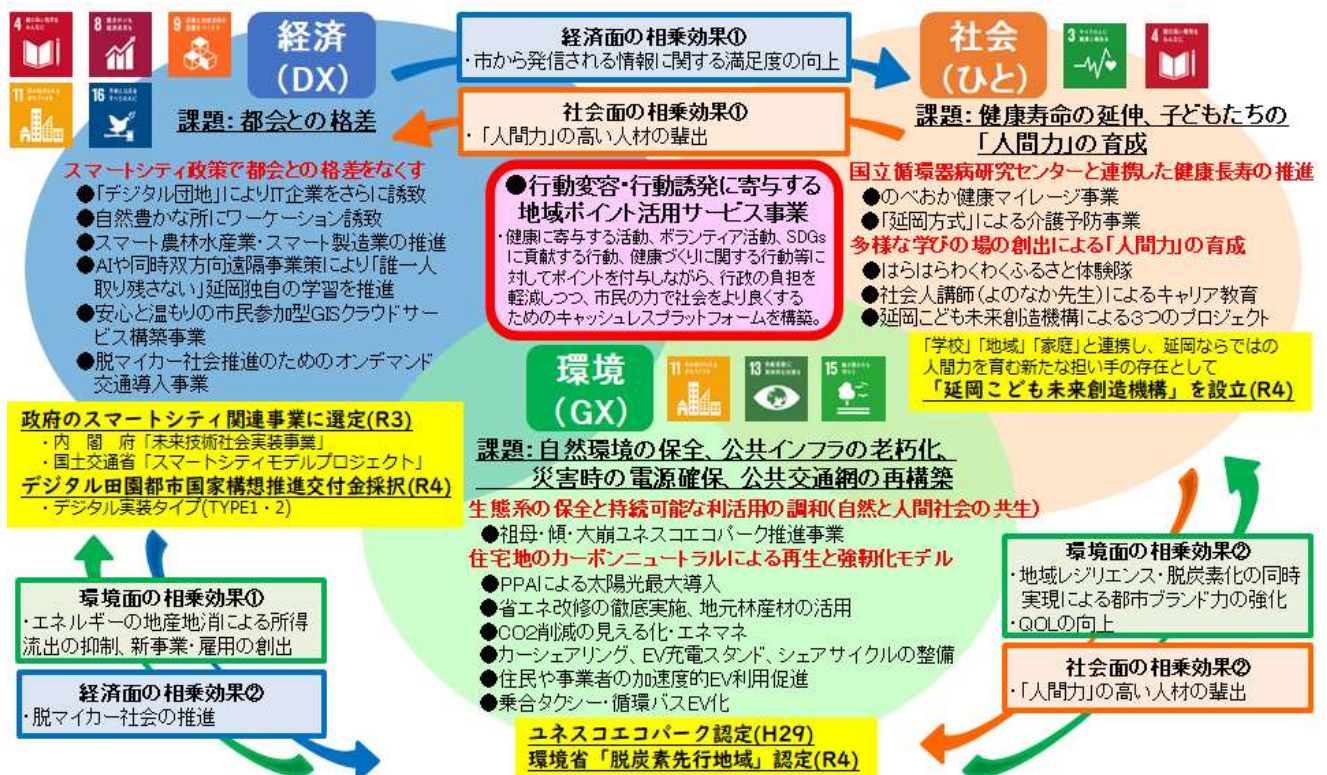 4
8
9
経済
(DX)
11
16
課題：都会との格差
スマートシティ政策で都会との格差をなくす
●「デジタル団地」によりIT企業をさらに誘致
●自然豊かな所にワーケーション誘致
●スマート農林水産業・スマート製造業の推進
●AIや同時双方向遠隔事業策により「誰一人
取り残さない」延岡独自の学習を推進
●安心と温もりの市民参加型GISクラウドサー
ビス構築事業
●脱マイカー社会推進のためのオンデマンド
交通導入事業
政府のスマートシティ関連事業に選定(R3)
・内　閣　府「未来技術社会実装事業」
・国土交通省「スマートシティモデルプロジェクト」
デジタル田園都市国家構想推進交付金採択(R4)
・デジタル実装タイプ(TYPE1・2)
経済面の相乗効果①
・市から発信される情報に関する満足度の向上
社会面の相乗効果①
・「人間力」の高い人材の輩出
●行動変容・行動誘発に寄与する
地域ポイント活用サービス事業
・健康に寄与する活動、ボランティア活動、SDGs
に貢献する行動、健康づくりに関する行動等に
対してポイントを付与しながら、行政の負担を
軽減しつつ、市民の力で社会をより良くする
ためのキャッシュレスプラットフォームを構築。
社会
(ひと)
3
4
課題：健康寿命の延伸、子どもたちの
「人間力」の育成
国立循環器病研究センターと連携した健康長寿の推進
●のべおか健康マイレージ事業
●「延岡方式」による介護予防事業
多様な学びの場の創出による「人間力」の育成
●はらはらわくわくふるさと体験隊
●社会人講師(よのなか先生)によるキャリア教育
●延岡こども未来創造機構による3つのプロジェクト
「学校」「地域」「家庭」と連携し、延岡ならではの
人間力を育む新たな担い手の存在として
「延岡こども未来創造機構」を設立(R4)
環境
(GX)
11
13
15
課題：自然環境の保全、公共インフラの老朽化、
災害時の電源確保、公共交通網の再構築
生態系の保全と持続可能な利活用の調和(自然と人間社会の共生)
●祖母・傾・大崩ユネスコエコパーク推進事業
住宅地のカーボンニュートラルによる再生と強靭化モデル
●PPAによる太陽光最大導入
●省エネ改修の徹底実施、地元林産材の活用
●CO2削減の見える化・エネマネ
●カーシェアリング、EV充電スタンド、シェアサイクルの整備
●住民や事業者の加速度的EV利用促進
●乗合タクシー・循環バスEV化
ユネスコエコパーク認定(H29)
環境省「脱炭素先行地域」認定(R4)
環境面の相乗効果①
・エネルギーの地産地消による所得
流出の抑制、新事業・雇用の創出
経済面の相乗効果②
・脱マイカー社会の推進
環境面の相乗効果②
・地域レジリエンス・脱炭素化の同時
実現による都市ブランド力の強化
・QOLの向上
社会面の相乗効果②
・「人間力」の高い人材の輩出